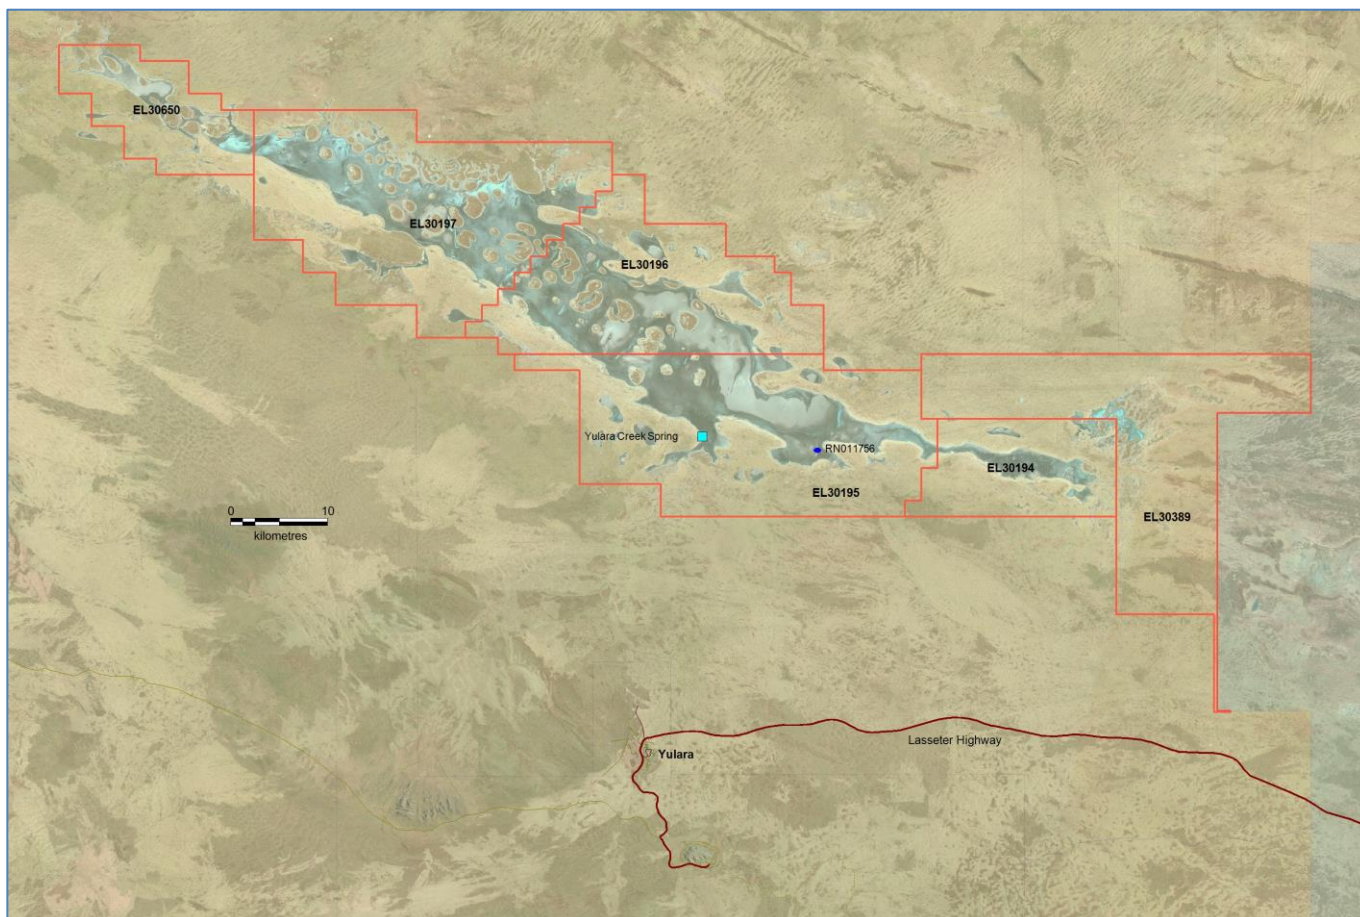 EL30650
EL30197
EL30196
Yulara Creek Spring
RN011756
EL30194
EL30195
EL30389
0 10
kilometres
Lasseter Highway
Yulara